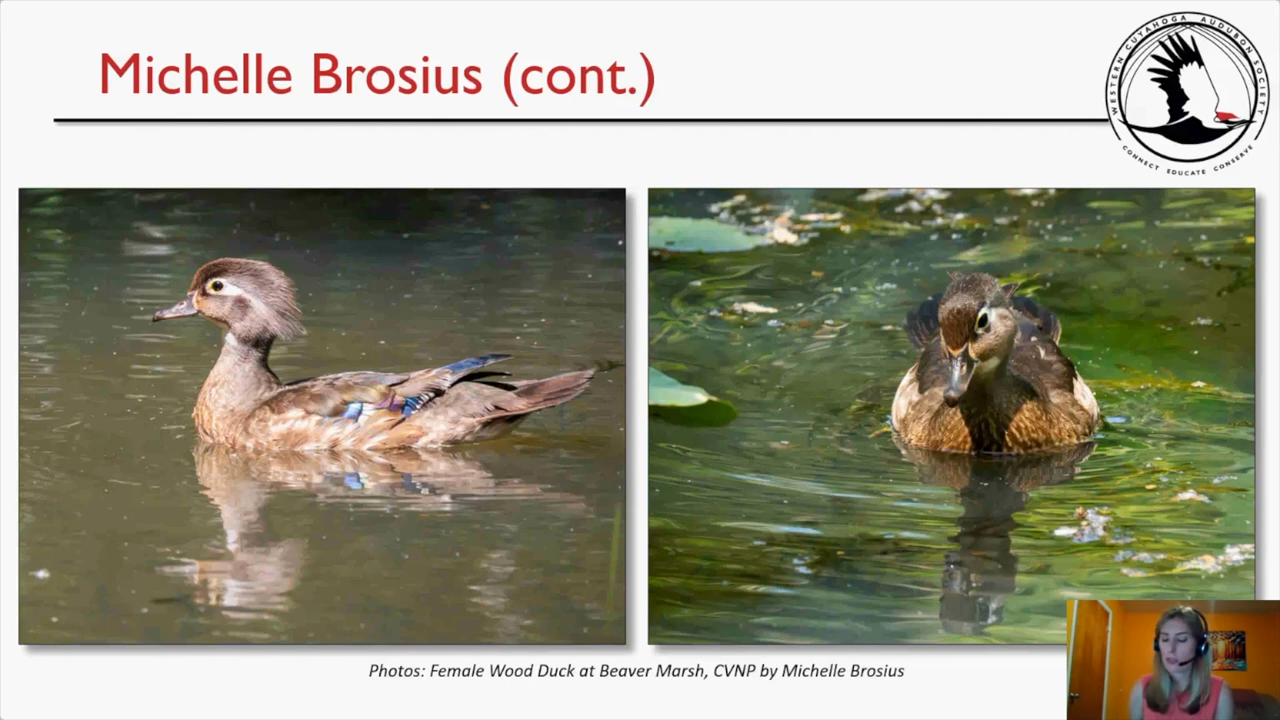 Michelle Brosius (cont.)
WESTERN CUYAHOGA AUDUBON SOCIETY
CONNECT EDUCATE CONSERVE
Photos: Female Wood Duck at Beaver Marsh, CVNP by Michelle Brosius